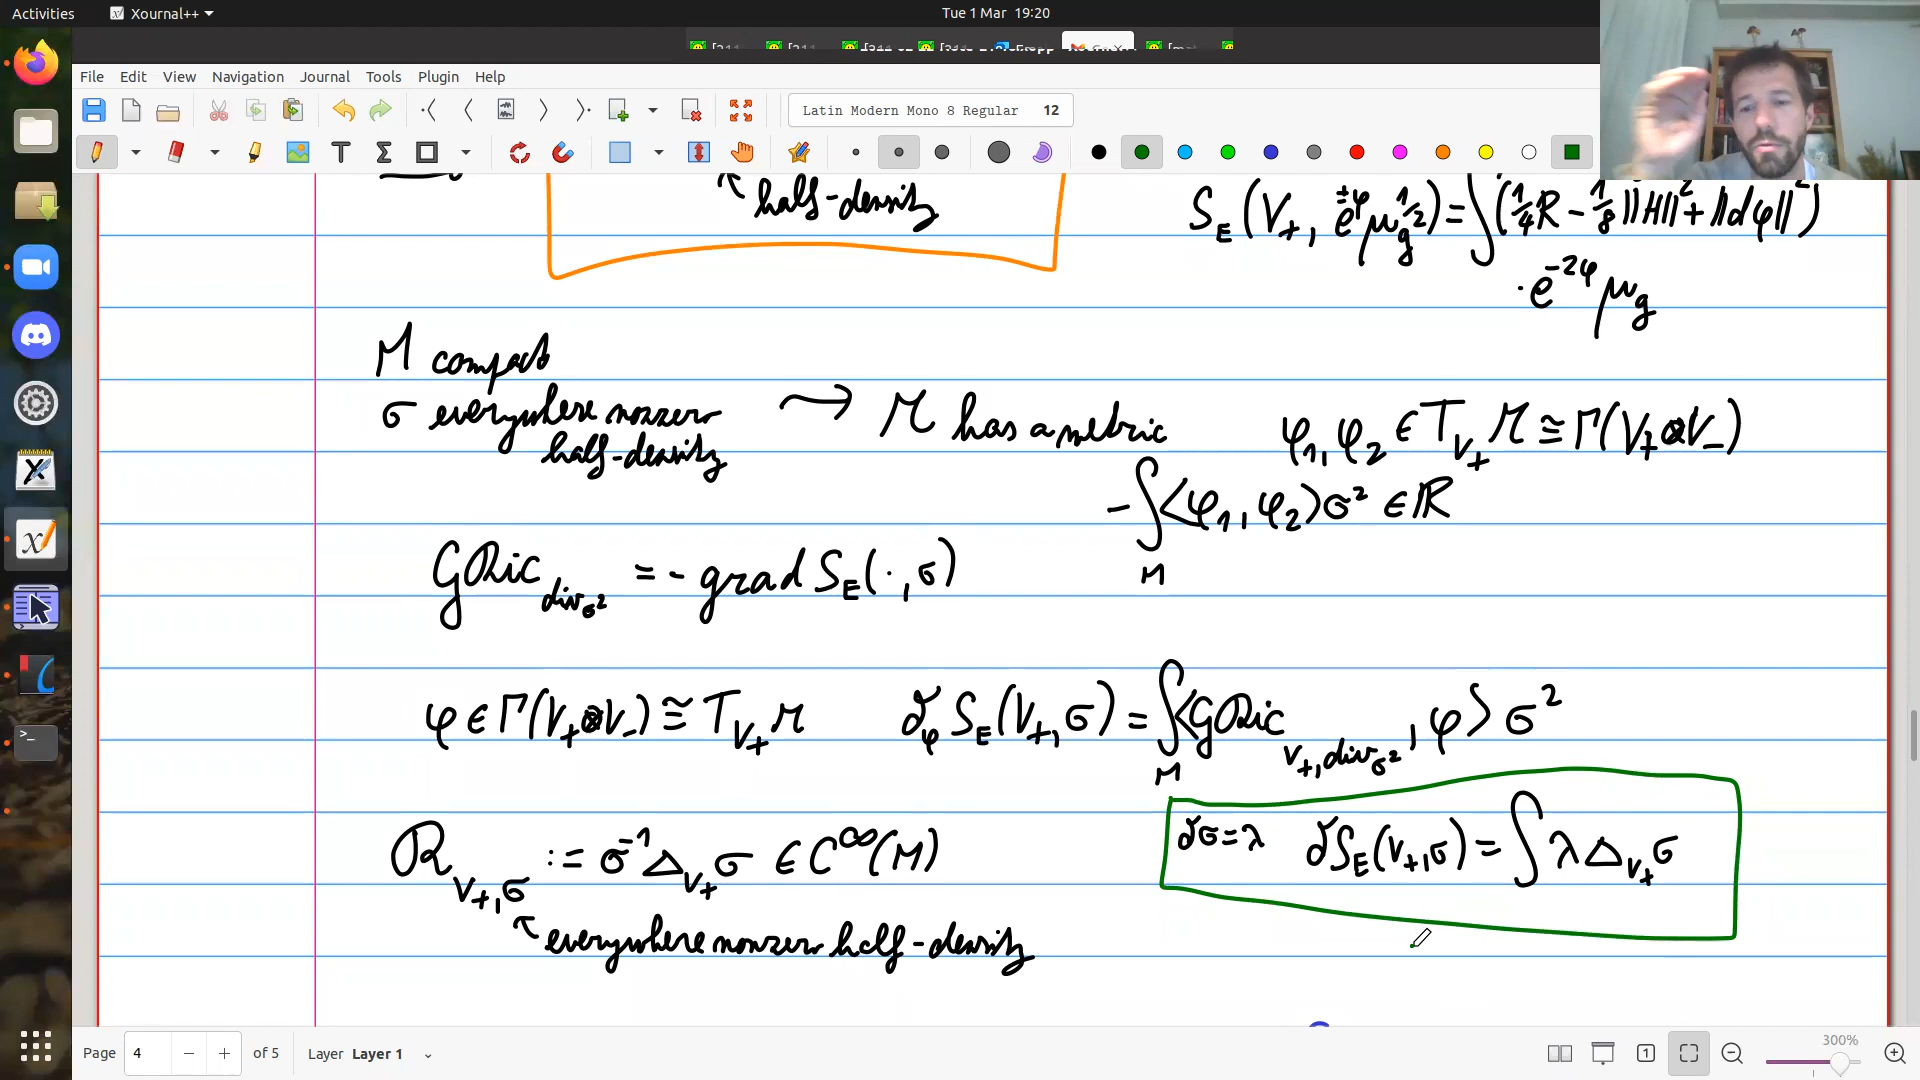 Activities Xournal++ Tue 1 Mar 19:20
File Edit View Navigation Journal Tools Plugin Help
Latin Modern Mono 8 Regular 12
half-density
S_E(V_+, e^{±φ} μ_g^{1/2}) = ∫(1/4 R − 1/8 ||H||² + ||dφ||²)
· e^{-2φ} μ_g
M compact
σ everywhere nonzero → M has a metric φ₁, φ₂ ∈ T_{V_+} M ≅ Γ(V_+⊗V_-)
half-density
− ∫_M ⟨φ₁, φ₂⟩ σ² ∈ ℝ
GRic_{div_{σ²}} = − grad S_E(·, σ)
φ ∈ Γ(V_+⊗V_-) ≅ T_{V_+} M δ_φ S_E(V_+, σ) = ∫_M ⟨GRic_{V_+, div_{σ²}}, φ⟩ σ²
R_{V_+, σ} := σ^{-1} Δ_{V_+} σ ∈ C^∞(M) δσ = λ δS_E(V_+, σ) = ∫ λ Δ_{V_+} σ
everywhere nonzero half-density
Page 4 of 5 Layer Layer 1 300%